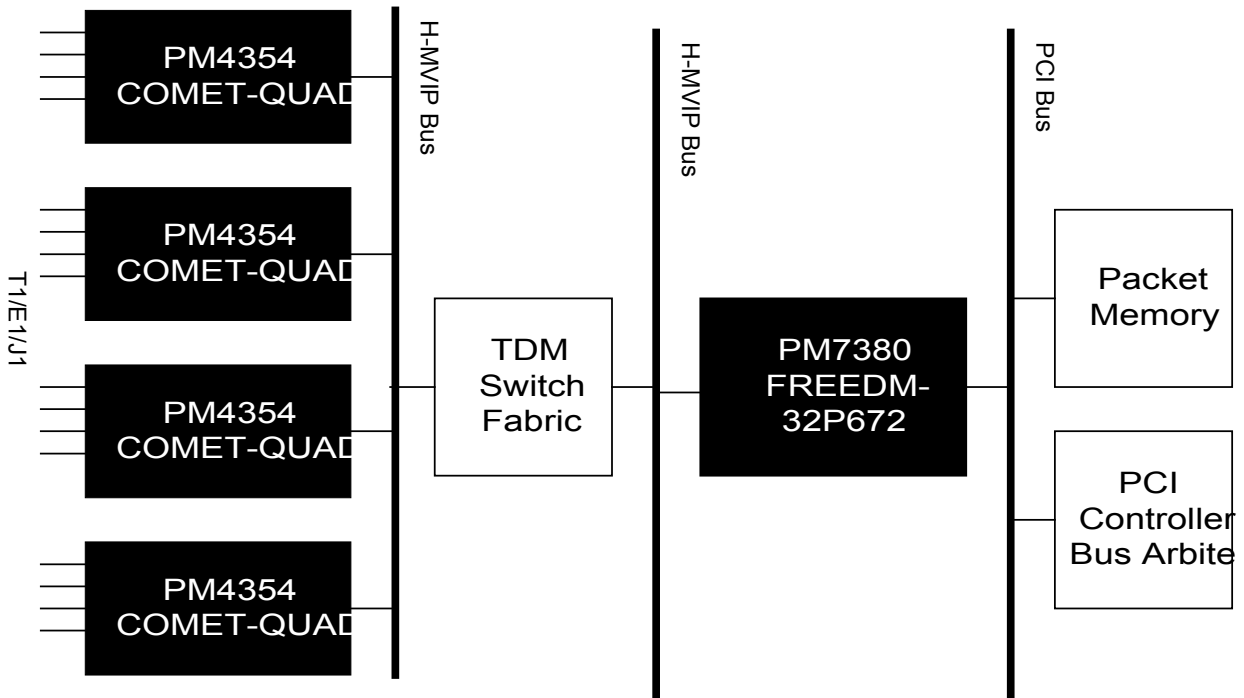 PM4354
COMET-QUAD
PM4354
COMET-QUAD
PM4354
COMET-QUAD
PM4354
COMET-QUAD
T1/E1/J1
H-MVIP Bus
TDM
Switch
Fabric
H-MVIP Bus
PM7380
FREEDM-
32P672
PCI Bus
Packet
Memory
PCI
Controller
Bus Arbite